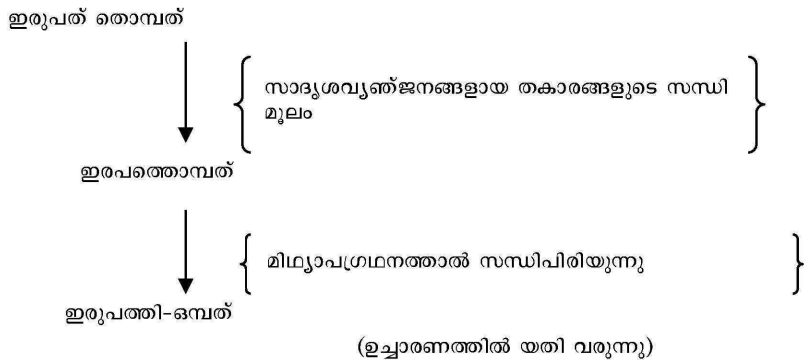 ഇരുപത് തൊമ്പത്
സാദൃശവ്യഞ്ജനങ്ങളായ തകാരങ്ങളുടെ സന്ധി
മൂലം
ഇരപത്തൊമ്പത്
മിഥ്യാപഗ്രഥനത്താൽ സന്ധിപിരിയുന്നു
ഇരുപത്തി-ഒമ്പത്
(ഉച്ചാരണത്തിൽ യതി വരുന്നു)